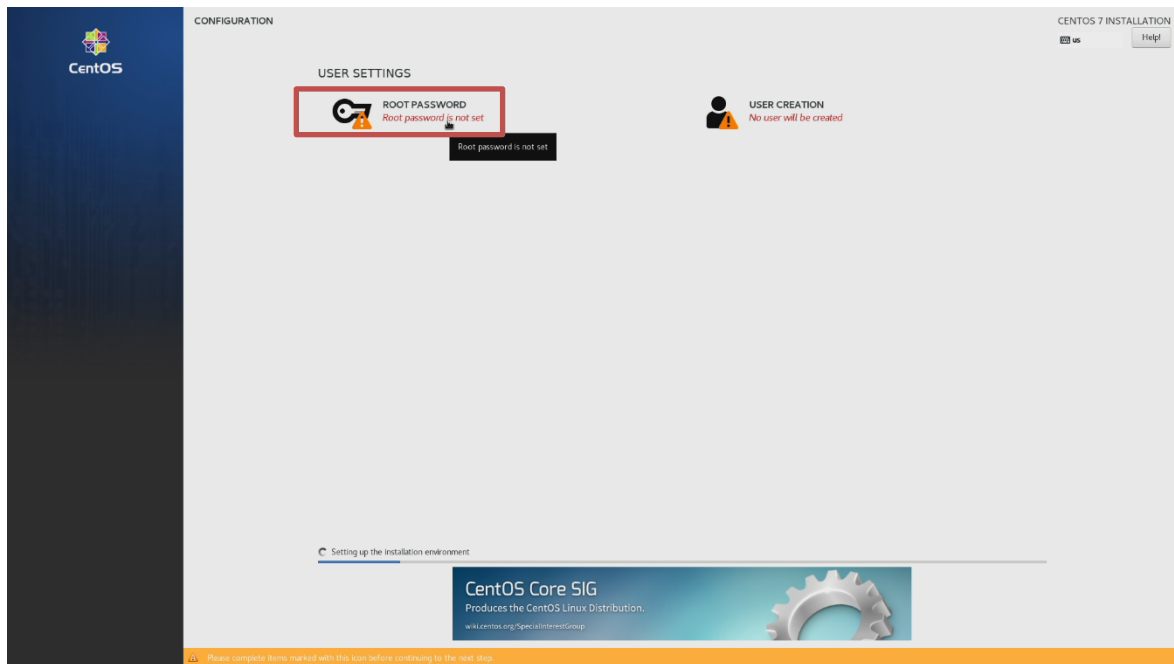 CentOS
CONFIGURATION
CENTOS 7 INSTALLATION
us
Help!
USER SETTINGS
ROOT PASSWORD
Root password is not set
USER CREATION
No user will be created
Root password is not set
Setting up the installation environment
CentOS Core SIG
Produces the CentOS Linux Distribution.
wiki.centos.org/SpecialInterestGroup
Please complete items marked with this icon before continuing to the next step.